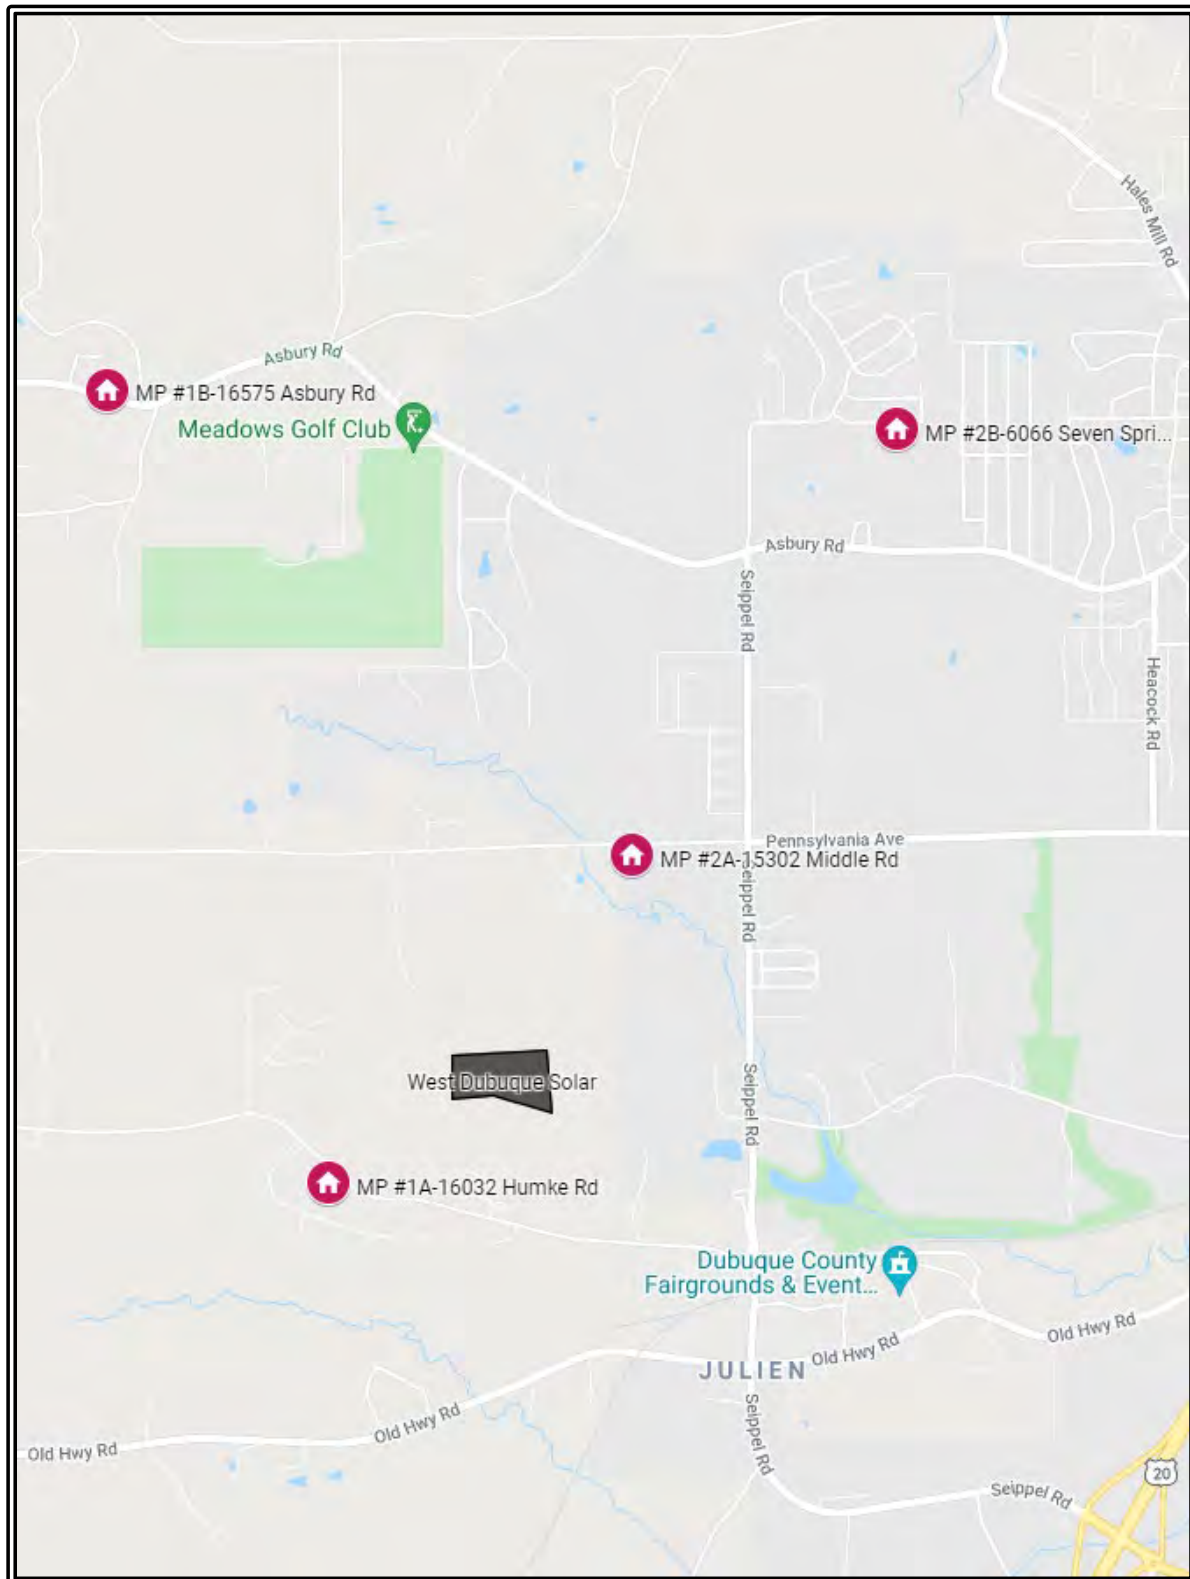 Hales Mill Rd
Asbury Rd
MP #1B-16575 Asbury Rd
Meadows Golf Club
MP #2B-6066 Seven Spri...
Asbury Rd
Seippel Rd
Heacock Rd
Pennsylvania Ave
MP #2A-15302 Middle Rd
Seippel Rd
West Dubuque Solar
Seippel Rd
MP #1A-16032 Humke Rd
Dubuque County
Fairgrounds & Event...
Old Hwy Rd
Old Hwy Rd
JULIEN
Seippel Rd
Old Hwy Rd
Old Hwy Rd
20
Seippel Rd